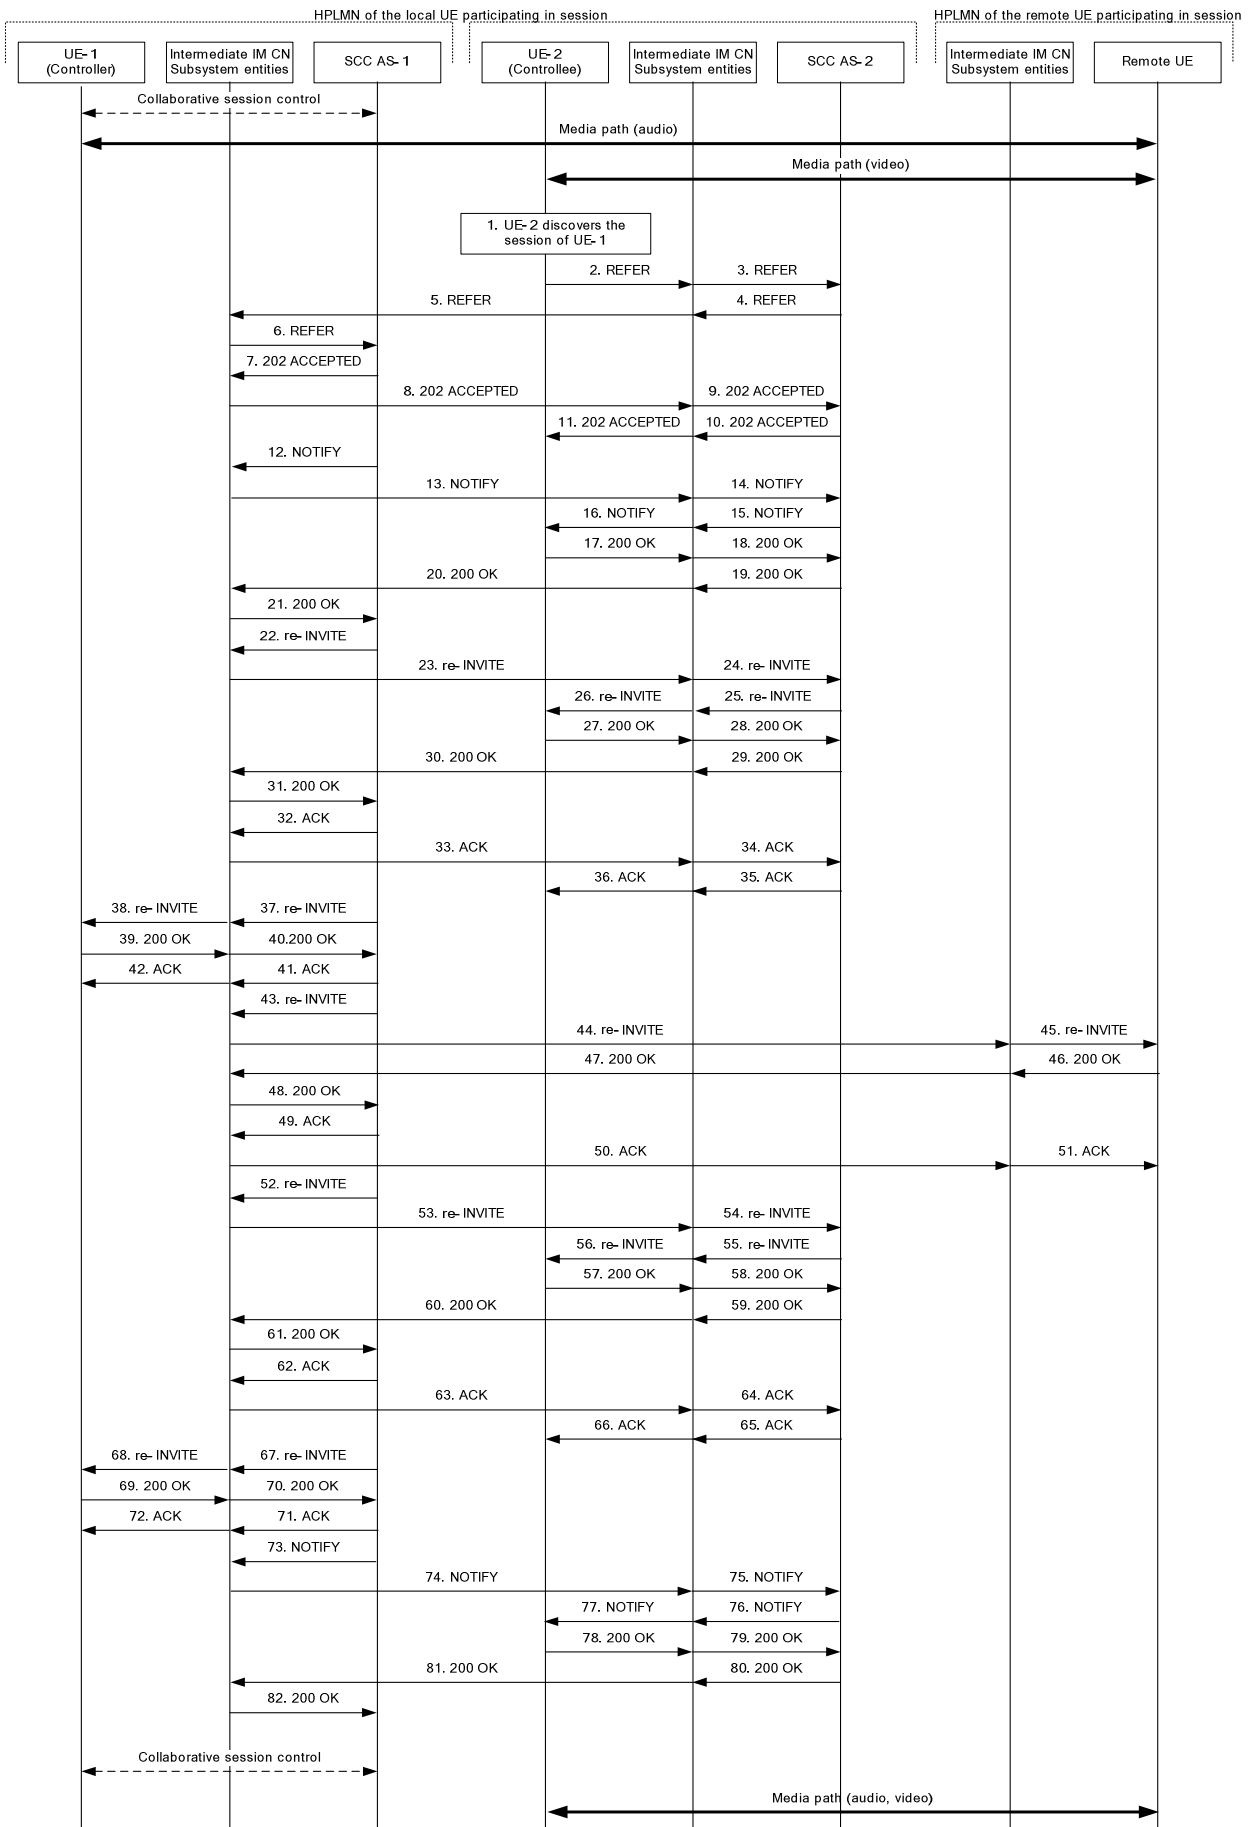 HPLMN of the local UE participating in session
HPLMN of the remote UE participating in session
UE-1
(Controller)
Intermediate IM CN
Subsystem entities
SCC AS-1
UE-2
(Controllee)
Intermediate IM CN
Subsystem entities
SCC AS-2
Intermediate IM CN
Subsystem entities
Remote UE
Collaborative session control
Media path (audio)
Media path (video)
1. UE-2 discovers the
session of UE-1
2. REFER
3. REFER
5. REFER
4. REFER
6. REFER
7. 202 ACCEPTED
8. 202 ACCEPTED
9. 202 ACCEPTED
11. 202 ACCEPTED
10. 202 ACCEPTED
12. NOTIFY
13. NOTIFY
14. NOTIFY
16. NOTIFY
15. NOTIFY
17. 200 OK
18. 200 OK
20. 200 OK
19. 200 OK
21. 200 OK
22. re-INVITE
23. re-INVITE
24. re-INVITE
26. re-INVITE
25. re-INVITE
27. 200 OK
28. 200 OK
30. 200 OK
29. 200 OK
31. 200 OK
32. ACK
33. ACK
34. ACK
36. ACK
35. ACK
38. re-INVITE
37. re-INVITE
39. 200 OK
40.200 OK
42. ACK
41. ACK
43. re-INVITE
44. re-INVITE
45. re-INVITE
47. 200 OK
46. 200 OK
48. 200 OK
49. ACK
50. ACK
51. ACK
52. re-INVITE
53. re-INVITE
54. re-INVITE
56. re-INVITE
55. re-INVITE
57. 200 OK
58. 200 OK
60. 200 OK
59. 200 OK
61. 200 OK
62. ACK
63. ACK
64. ACK
66. ACK
65. ACK
68. re-INVITE
67. re-INVITE
69. 200 OK
70. 200 OK
72. ACK
71. ACK
73. NOTIFY
74. NOTIFY
75. NOTIFY
77. NOTIFY
76. NOTIFY
78. 200 OK
79. 200 OK
81. 200 OK
80. 200 OK
82. 200 OK
Collaborative session control
Media path (audio, video)